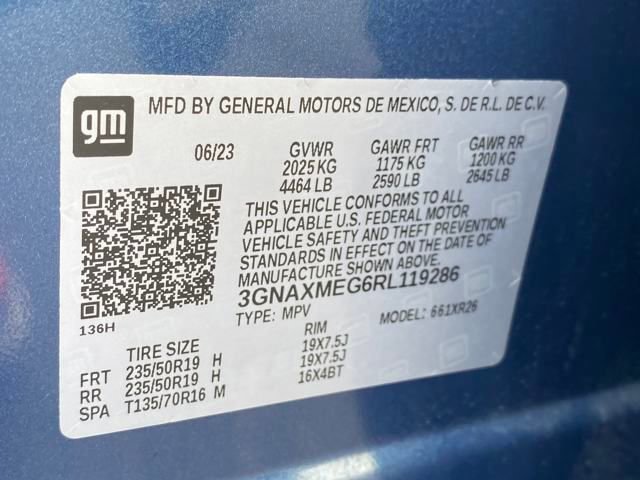 gm
MFD BY GENERAL MOTORS DE MEXICO, S. DE R.L. DE C.V.
06/23 GVWR GAWR FRT GAWR RR
2025 KG 1175 KG 1200 KG
4464 LB 2590 LB 2645 LB
THIS VEHICLE CONFORMS TO ALL
APPLICABLE U.S. FEDERAL MOTOR
VEHICLE SAFETY AND THEFT PREVENTION
STANDARDS IN EFFECT ON THE DATE OF
MANUFACTURE SHOWN ABOVE.
3GNAXMEG6RL119286
136H
TYPE: MPV MODEL: 661XR26
TIRE SIZE RIM
FRT 235/50R19 H 19X7.5J
RR 235/50R19 H 19X7.5J
SPA T135/70R16 M 16X4BT